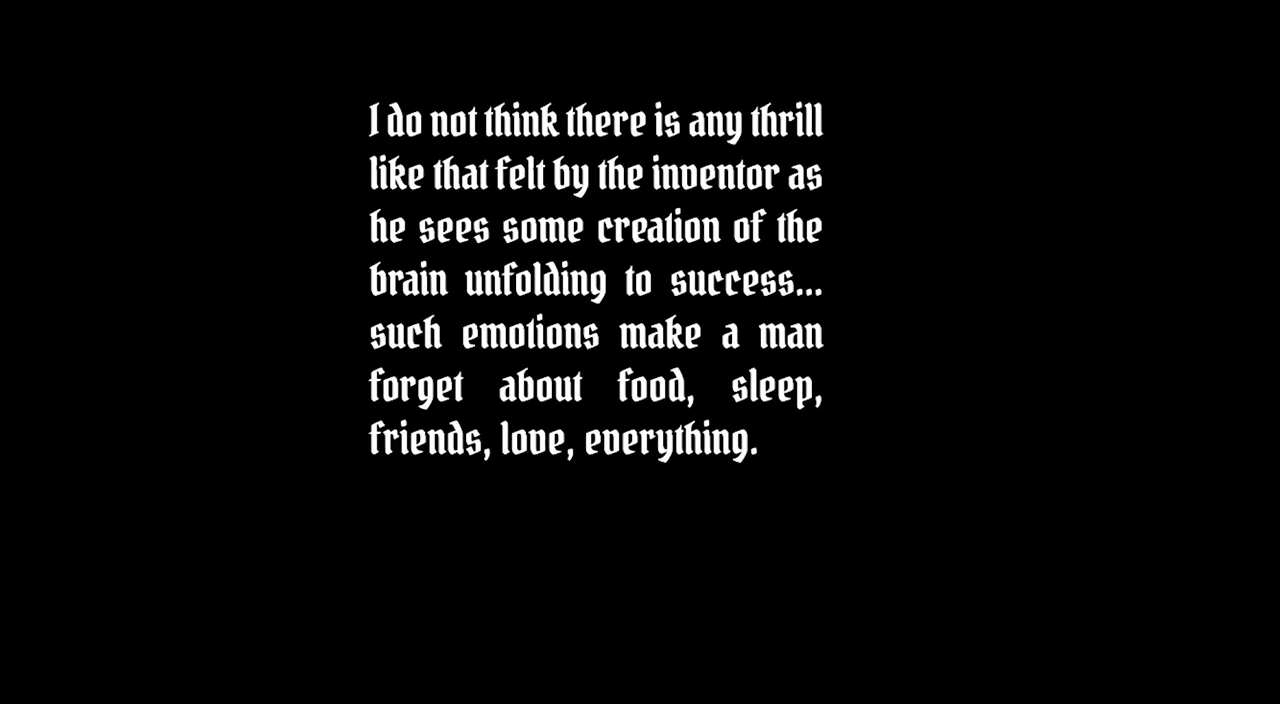 I do not think there is any thrill
like that felt by the inventor as
he sees some creation of the
brain unfolding to success...
such emotions make a man
forget about food, sleep,
friends, love, everything.